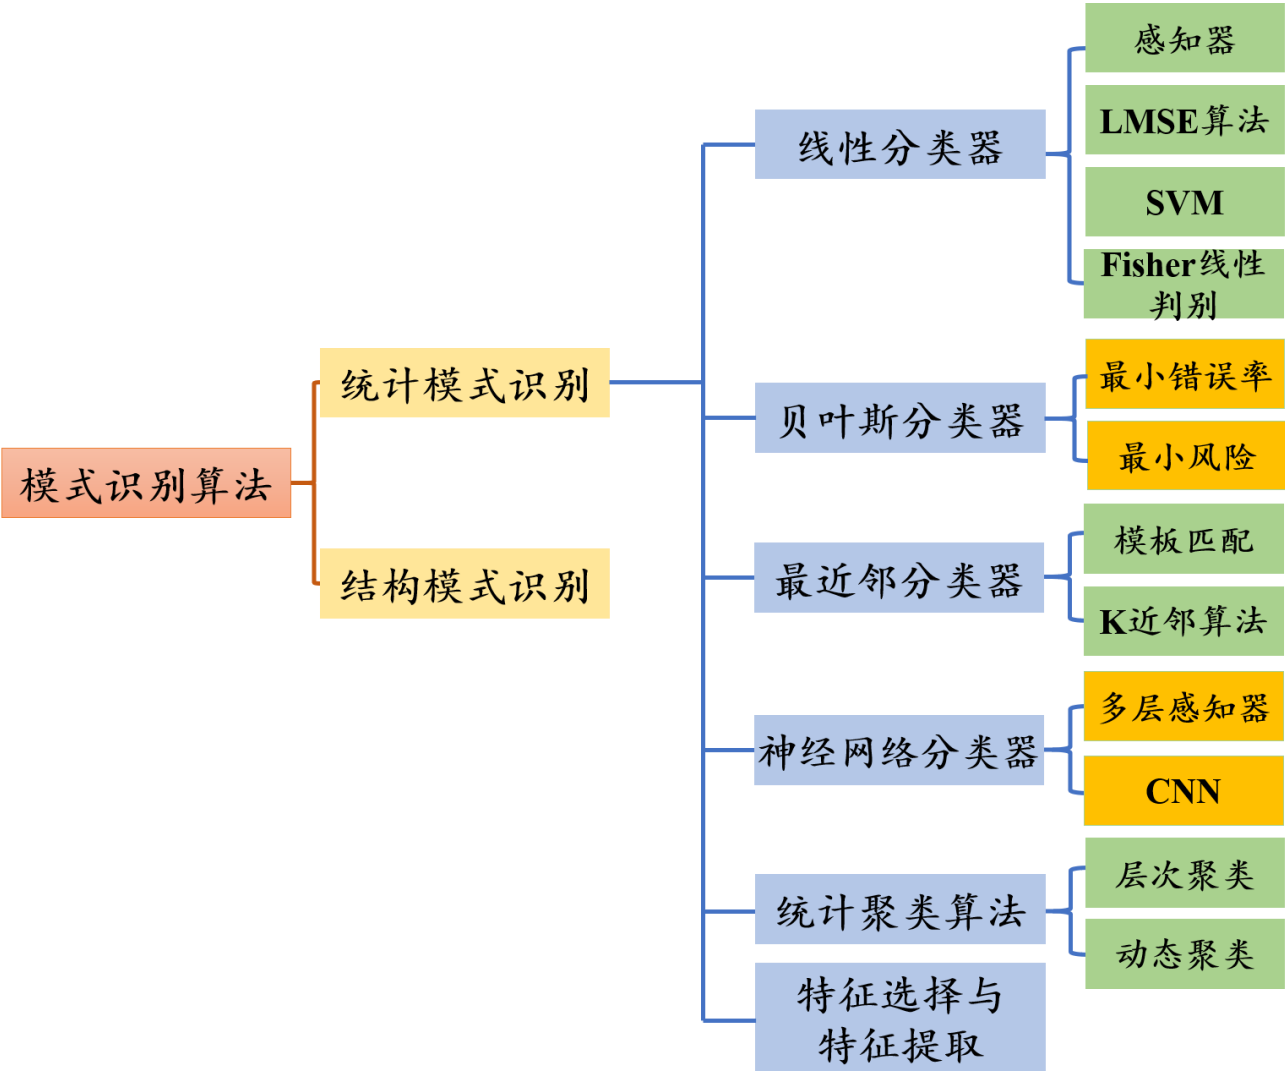 模式识别算法
统计模式识别
结构模式识别
线性分类器
感知器
LMSE算法
SVM
Fisher线性
判别
贝叶斯分类器
最小错误率
最小风险
最近邻分类器
模板匹配
K近邻算法
神经网络分类器
多层感知器
CNN
统计聚类算法
层次聚类
动态聚类
特征选择与
特征提取